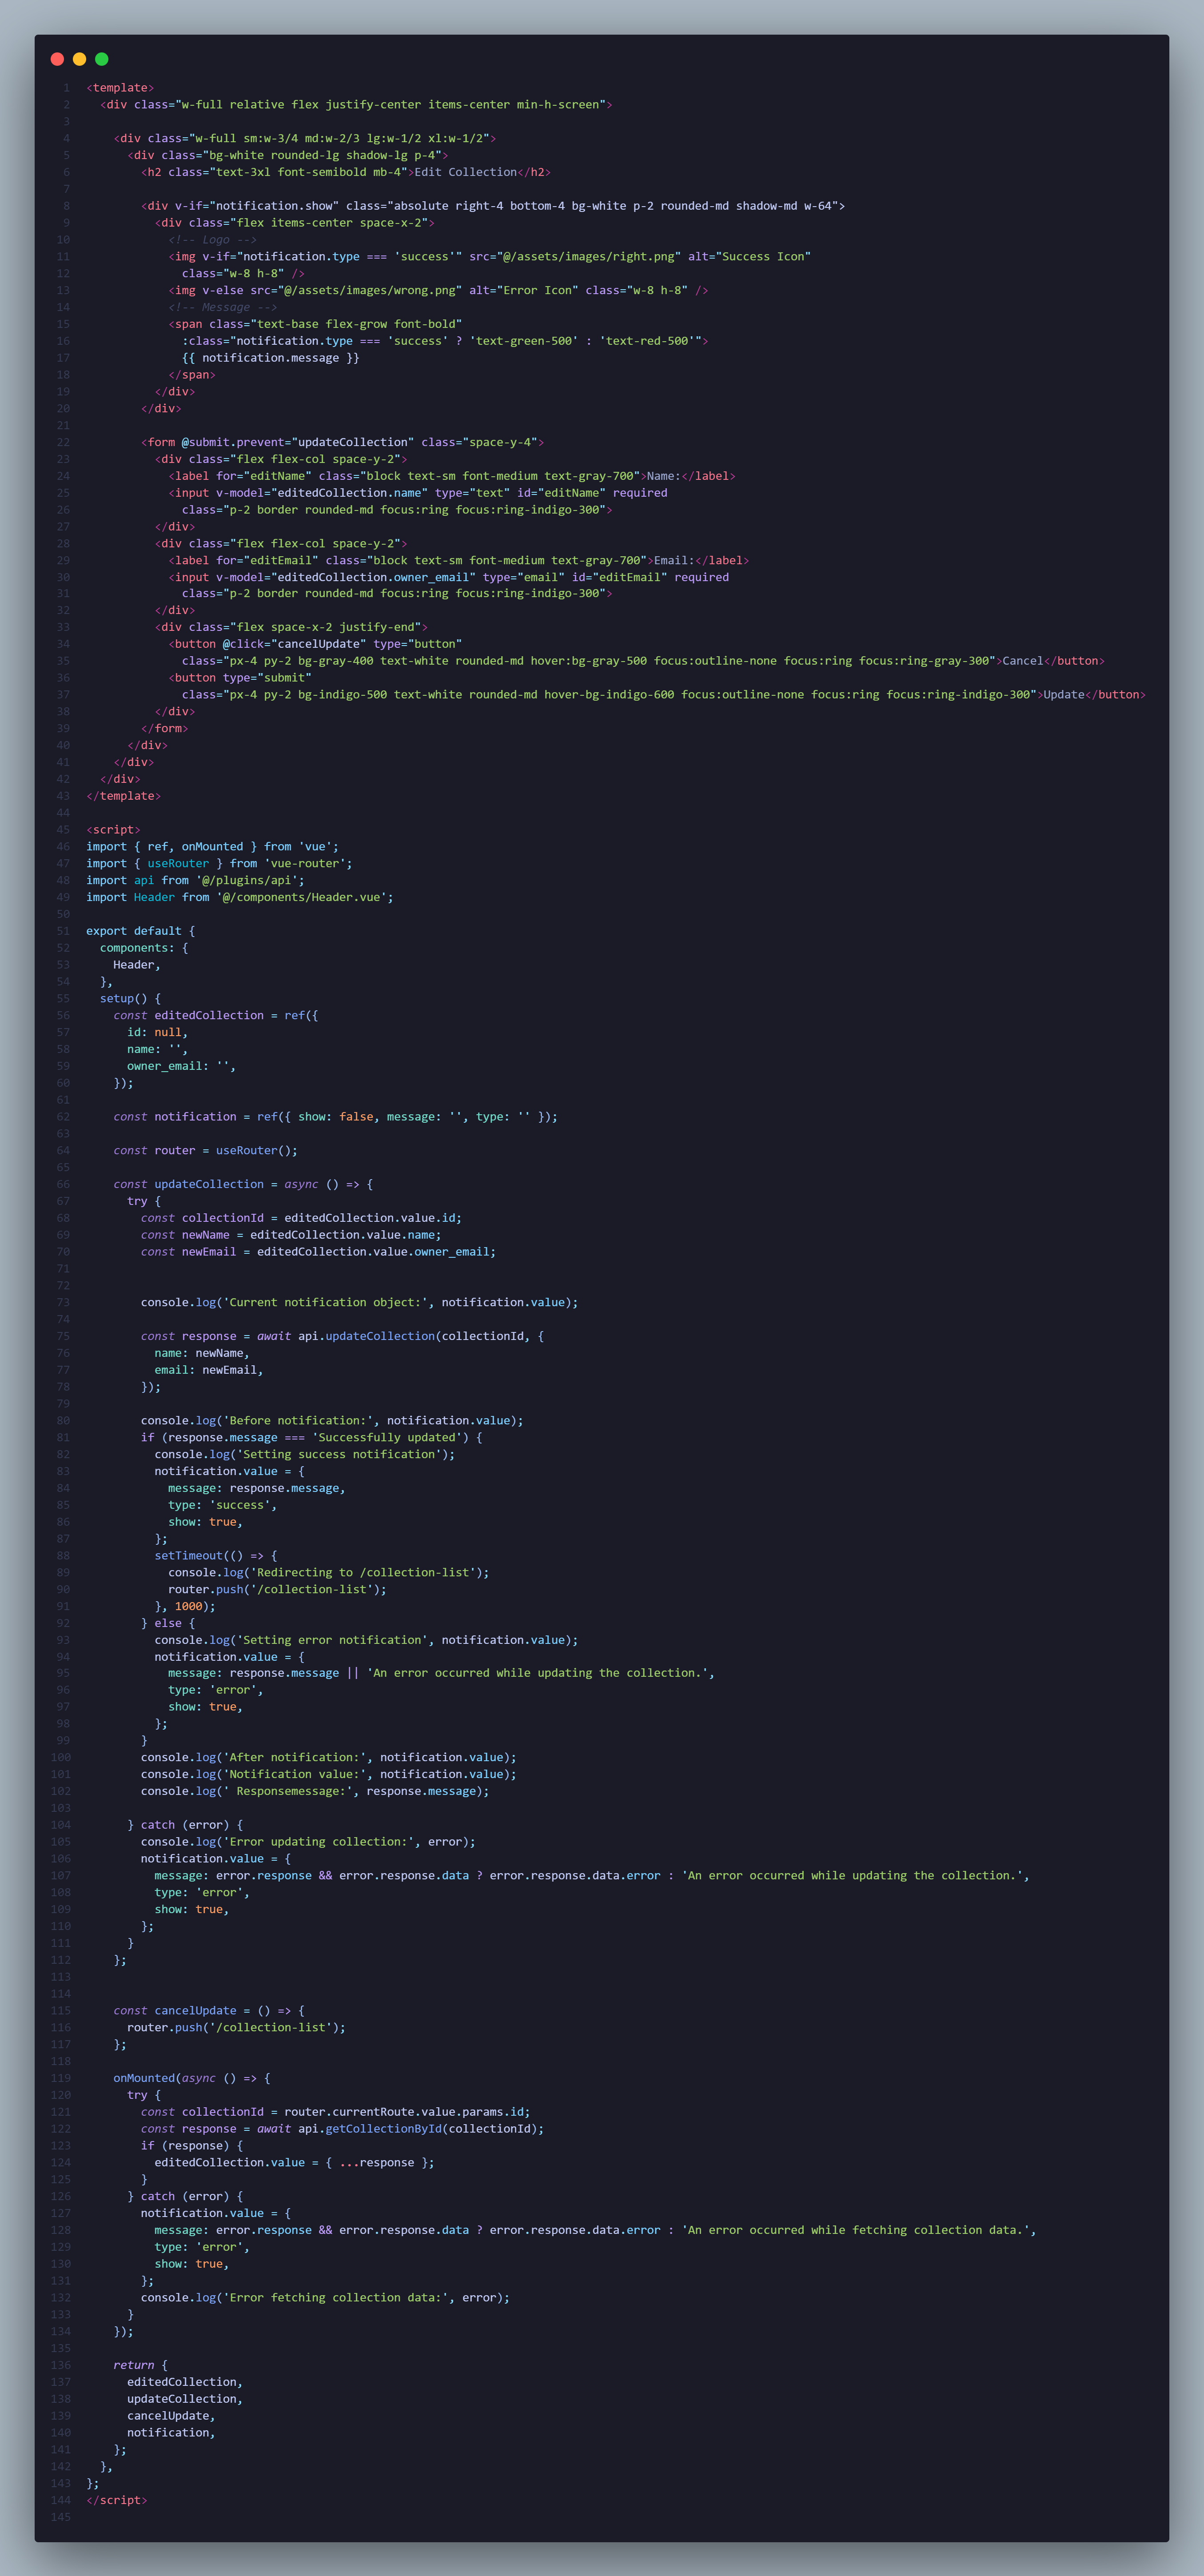 1 <template>
2   <div class="w-full relative flex justify-center items-center min-h-screen">
3
4     <div class="w-full sm:w-3/4 md:w-2/3 lg:w-1/2 xl:w-1/2">
5       <div class="bg-white rounded-lg shadow-lg p-4">
6         <h2 class="text-3xl font-semibold mb-4">Edit Collection</h2>
7
8         <div v-if="notification.show" class="absolute right-4 bottom-4 bg-white p-2 rounded-md shadow-md w-64">
9           <div class="flex items-center space-x-2">
10             <!-- Logo -->
11             <img v-if="notification.type === 'success'" src="@/assets/images/right.png" alt="Success Icon"
12               class="w-8 h-8" />
13             <img v-else src="@/assets/images/wrong.png" alt="Error Icon" class="w-8 h-8" />
14             <!-- Message -->
15             <span class="text-base flex-grow font-bold"
16               :class="notification.type === 'success' ? 'text-green-500' : 'text-red-500'">
17               {{ notification.message }}
18             </span>
19           </div>
20         </div>
21
22         <form @submit.prevent="updateCollection" class="space-y-4">
23           <div class="flex flex-col space-y-2">
24             <label for="editName" class="block text-sm font-medium text-gray-700">Name:</label>
25             <input v-model="editedCollection.name" type="text" id="editName" required
26               class="p-2 border rounded-md focus:ring focus:ring-indigo-300">
27           </div>
28           <div class="flex flex-col space-y-2">
29             <label for="editEmail" class="block text-sm font-medium text-gray-700">Email:</label>
30             <input v-model="editedCollection.owner_email" type="email" id="editEmail" required
31               class="p-2 border rounded-md focus:ring focus:ring-indigo-300">
32           </div>
33           <div class="flex space-x-2 justify-end">
34             <button @click="cancelUpdate" type="button"
35               class="px-4 py-2 bg-gray-400 text-white rounded-md hover:bg-gray-500 focus:outline-none focus:ring focus:ring-gray-300">Cancel</button>
36             <button type="submit"
37               class="px-4 py-2 bg-indigo-500 text-white rounded-md hover-bg-indigo-600 focus:outline-none focus:ring focus:ring-indigo-300">Update</button>
38           </div>
39         </form>
40       </div>
41     </div>
42   </div>
43 </template>
44
45 <script>
46 import { ref, onMounted } from 'vue';
47 import { useRouter } from 'vue-router';
48 import api from '@/plugins/api';
49 import Header from '@/components/Header.vue';
50
51 export default {
52   components: {
53     Header,
54   },
55   setup() {
56     const editedCollection = ref({
57       id: null,
58       name: '',
59       owner_email: '',
60     });
61
62     const notification = ref({ show: false, message: '', type: '' });
63
64     const router = useRouter();
65
66     const updateCollection = async () => {
67       try {
68         const collectionId = editedCollection.value.id;
69         const newName = editedCollection.value.name;
70         const newEmail = editedCollection.value.owner_email;
71
72
73         console.log('Current notification object:', notification.value);
74
75         const response = await api.updateCollection(collectionId, {
76           name: newName,
77           email: newEmail,
78         });
79
80         console.log('Before notification:', notification.value);
81         if (response.message === 'Successfully updated') {
82           console.log('Setting success notification');
83           notification.value = {
84             message: response.message,
85             type: 'success',
86             show: true,
87           };
88           setTimeout(() => {
89             console.log('Redirecting to /collection-list');
90             router.push('/collection-list');
91           }, 1000);
92         } else {
93           console.log('Setting error notification', notification.value);
94           notification.value = {
95             message: response.message || 'An error occurred while updating the collection.',
96             type: 'error',
97             show: true,
98           };
99         }
100         console.log('After notification:', notification.value);
101         console.log('Notification value:', notification.value);
102         console.log(' Responsemessage:', response.message);
103
104       } catch (error) {
105         console.log('Error updating collection:', error);
106         notification.value = {
107           message: error.response && error.response.data ? error.response.data.error : 'An error occurred while updating the collection.',
108           type: 'error',
109           show: true,
110         };
111       }
112     };
113
114
115     const cancelUpdate = () => {
116       router.push('/collection-list');
117     };
118
119     onMounted(async () => {
120       try {
121         const collectionId = router.currentRoute.value.params.id;
122         const response = await api.getCollectionById(collectionId);
123         if (response) {
124           editedCollection.value = { ...response };
125         }
126       } catch (error) {
127         notification.value = {
128           message: error.response && error.response.data ? error.response.data.error : 'An error occurred while fetching collection data.',
129           type: 'error',
130           show: true,
131         };
132         console.log('Error fetching collection data:', error);
133       }
134     });
135
136     return {
137       editedCollection,
138       updateCollection,
139       cancelUpdate,
140       notification,
141     };
142   },
143 };
144 </script>
145